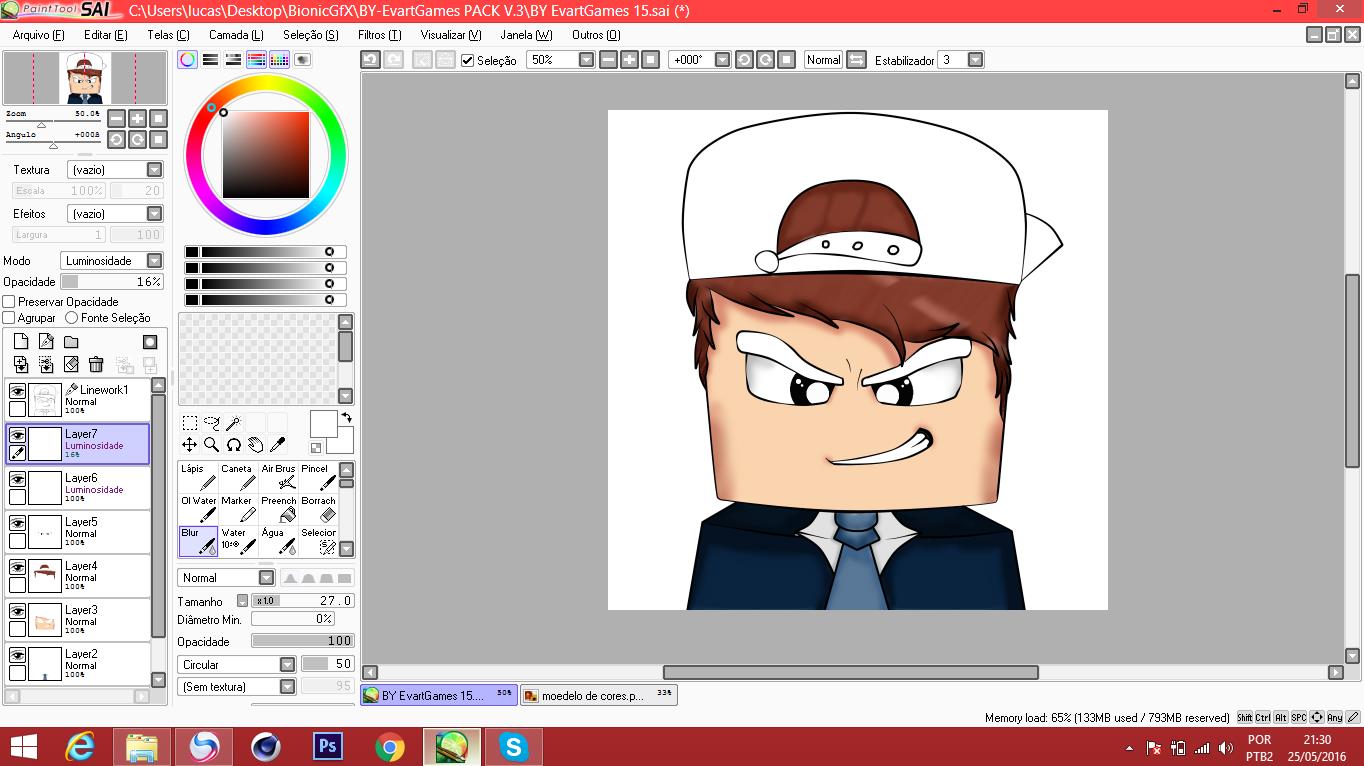 PaintTool SAI C:\Users\lucas\Desktop\BionicGfX\BY-EvartGames PACK V.3\BY EvartGames 15.sai (*)
Arquivo (F) Editar (E) Telas (C) Camada (L) Seleção (S) Filtros (T) Visualizar (V) Janela (W) Outros (O)
Seleção 50% +000° Normal Estabilizador 3
Zoom 50.0%
Angulo +000°
Textura (vazio)
Escala 100% 20
Efeitos (vazio)
Largura 1 100
Modo Luminosidade
Opacidade 16%
Preservar Opacidade
Agrupar Fonte Seleção
Linework1
Normal
100%
Layer7
Luminosidade
16%
Layer6
Luminosidade
100%
Layer5
Normal
100%
Layer4
Normal
100%
Layer3
Normal
100%
Layer2
Normal
100%
Lápis Caneta Air Brus Pincel
Ol Water Marker Preench Borrach
Blur Water Água Selecion
10
Normal
Tamanho x1.0 27.0
Diâmetro Min. 0%
Opacidade 100
Circular 50
(Sem textura) 95
BY EvartGames 15.... 50% moedelo de cores.p... 33%
Memory load: 65% (133MB used / 793MB reserved) Shift Ctrl Alt SPC Any
Ps
S
POR 21:30
PTB2 25/05/2016